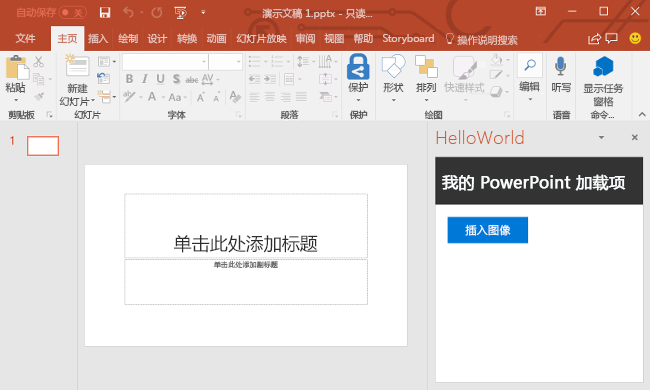 自动保存 关 演示文稿 1.pptx - 只读...
文件 主页 插入 绘制 设计 转换 动画 幻灯片放映 审阅 视图 帮助 Storyboard 操作说明搜索
粘贴 新建 保护 形状 排列 快速样式 编辑 听写 显示任务
幻灯片 窗格
B I U S abc AV
Aa A A A
剪贴板 幻灯片 字体 段落 保护 绘图 语音 命令...
1
单击此处添加标题
单击此处添加副标题
HelloWorld
我的 PowerPoint 加载项
插入图像